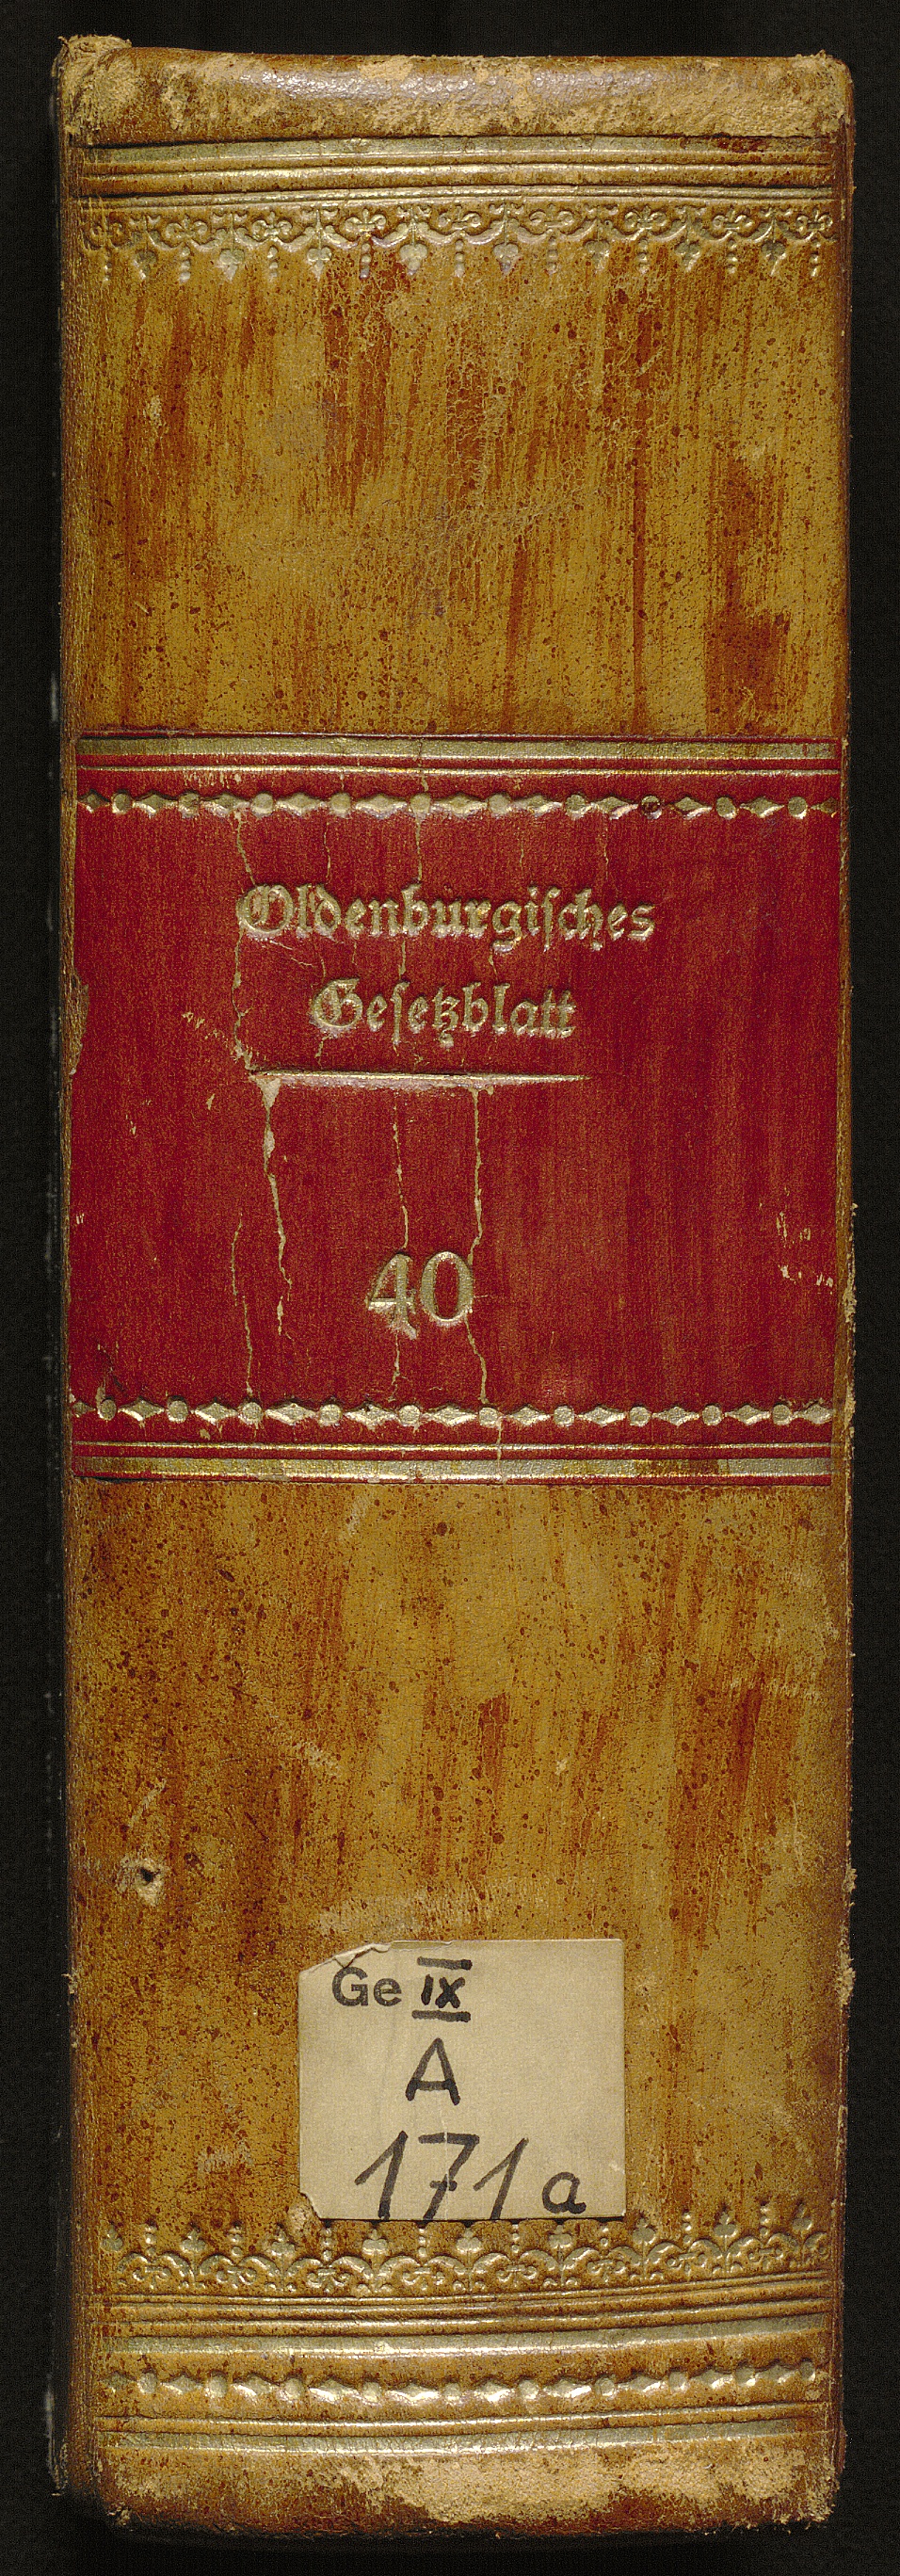 Oldenburgisches
Gesetzblatt
40
Ge IX
A
171a